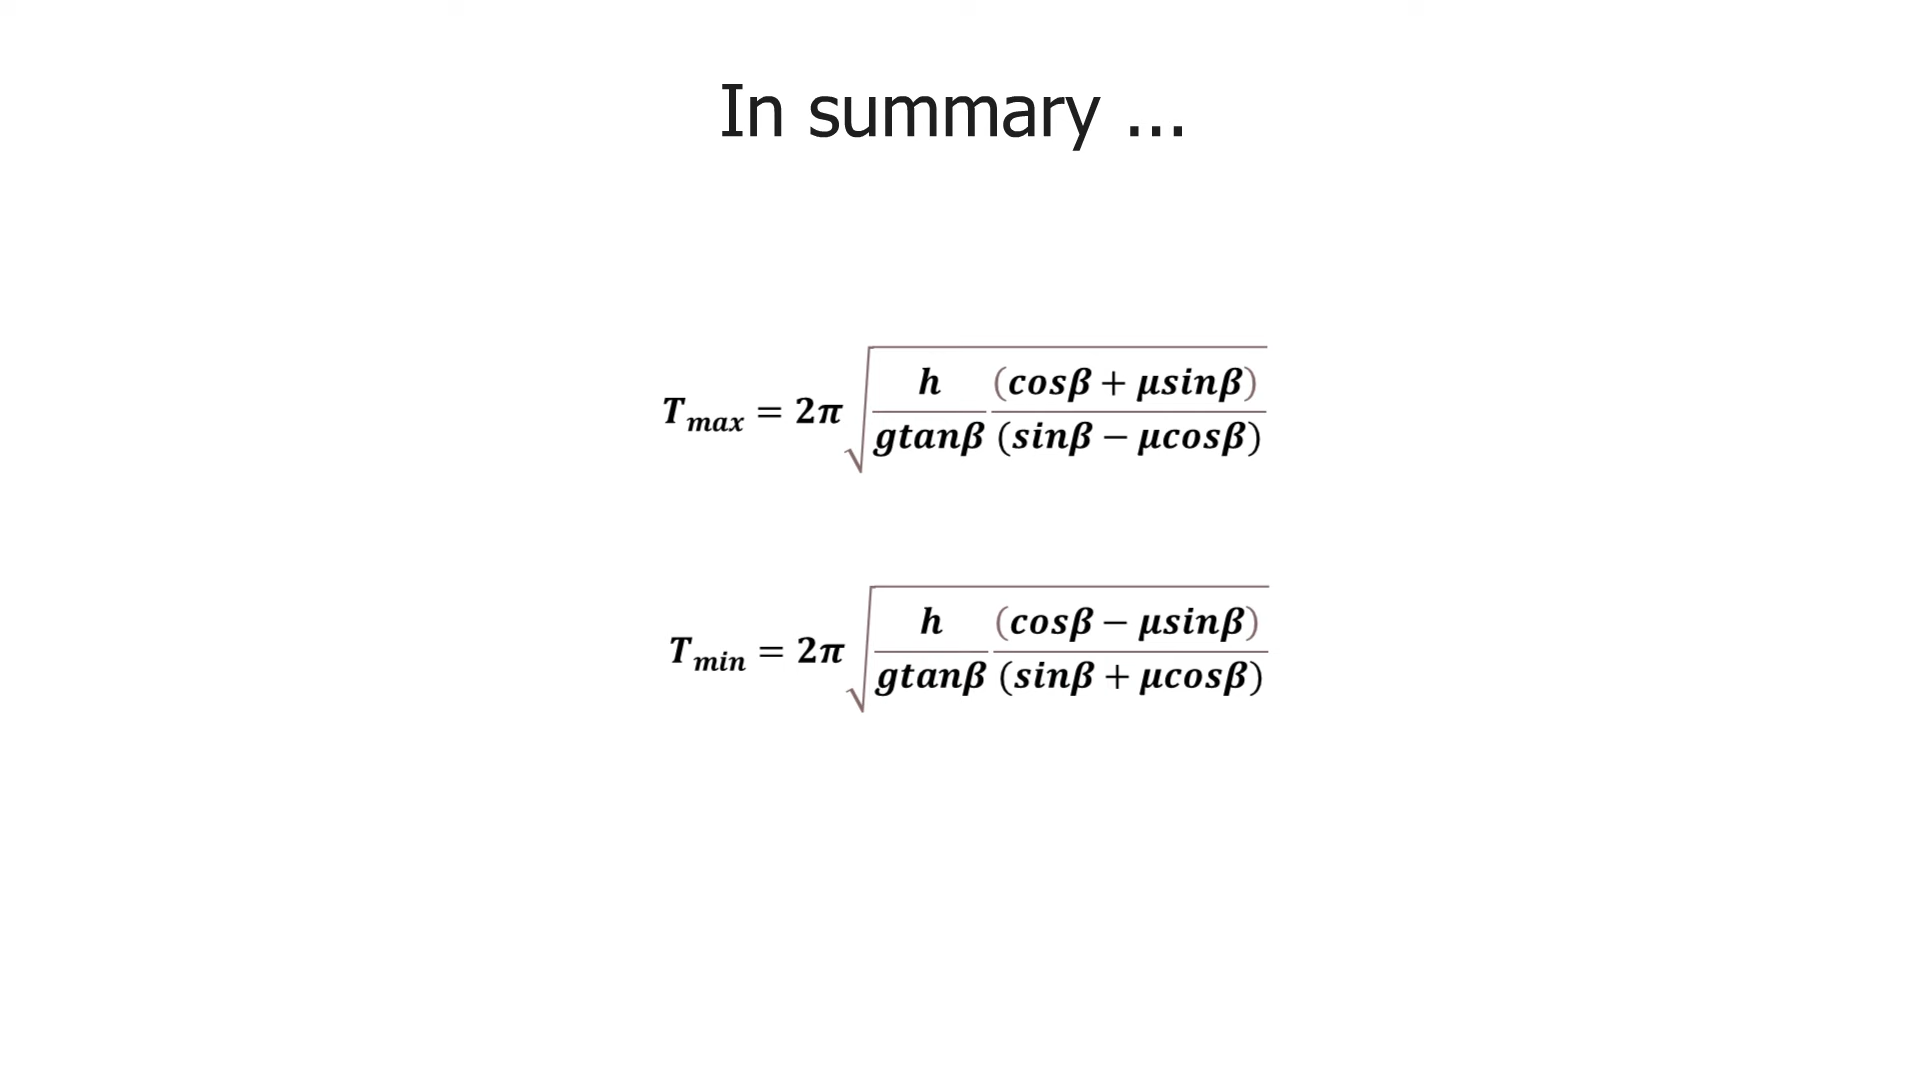 In summary ...
T_max = 2π √(h/(gtanβ) (cosβ + μsinβ)/(sinβ − μcosβ))
T_min = 2π √(h/(gtanβ) (cosβ − μsinβ)/(sinβ + μcosβ))